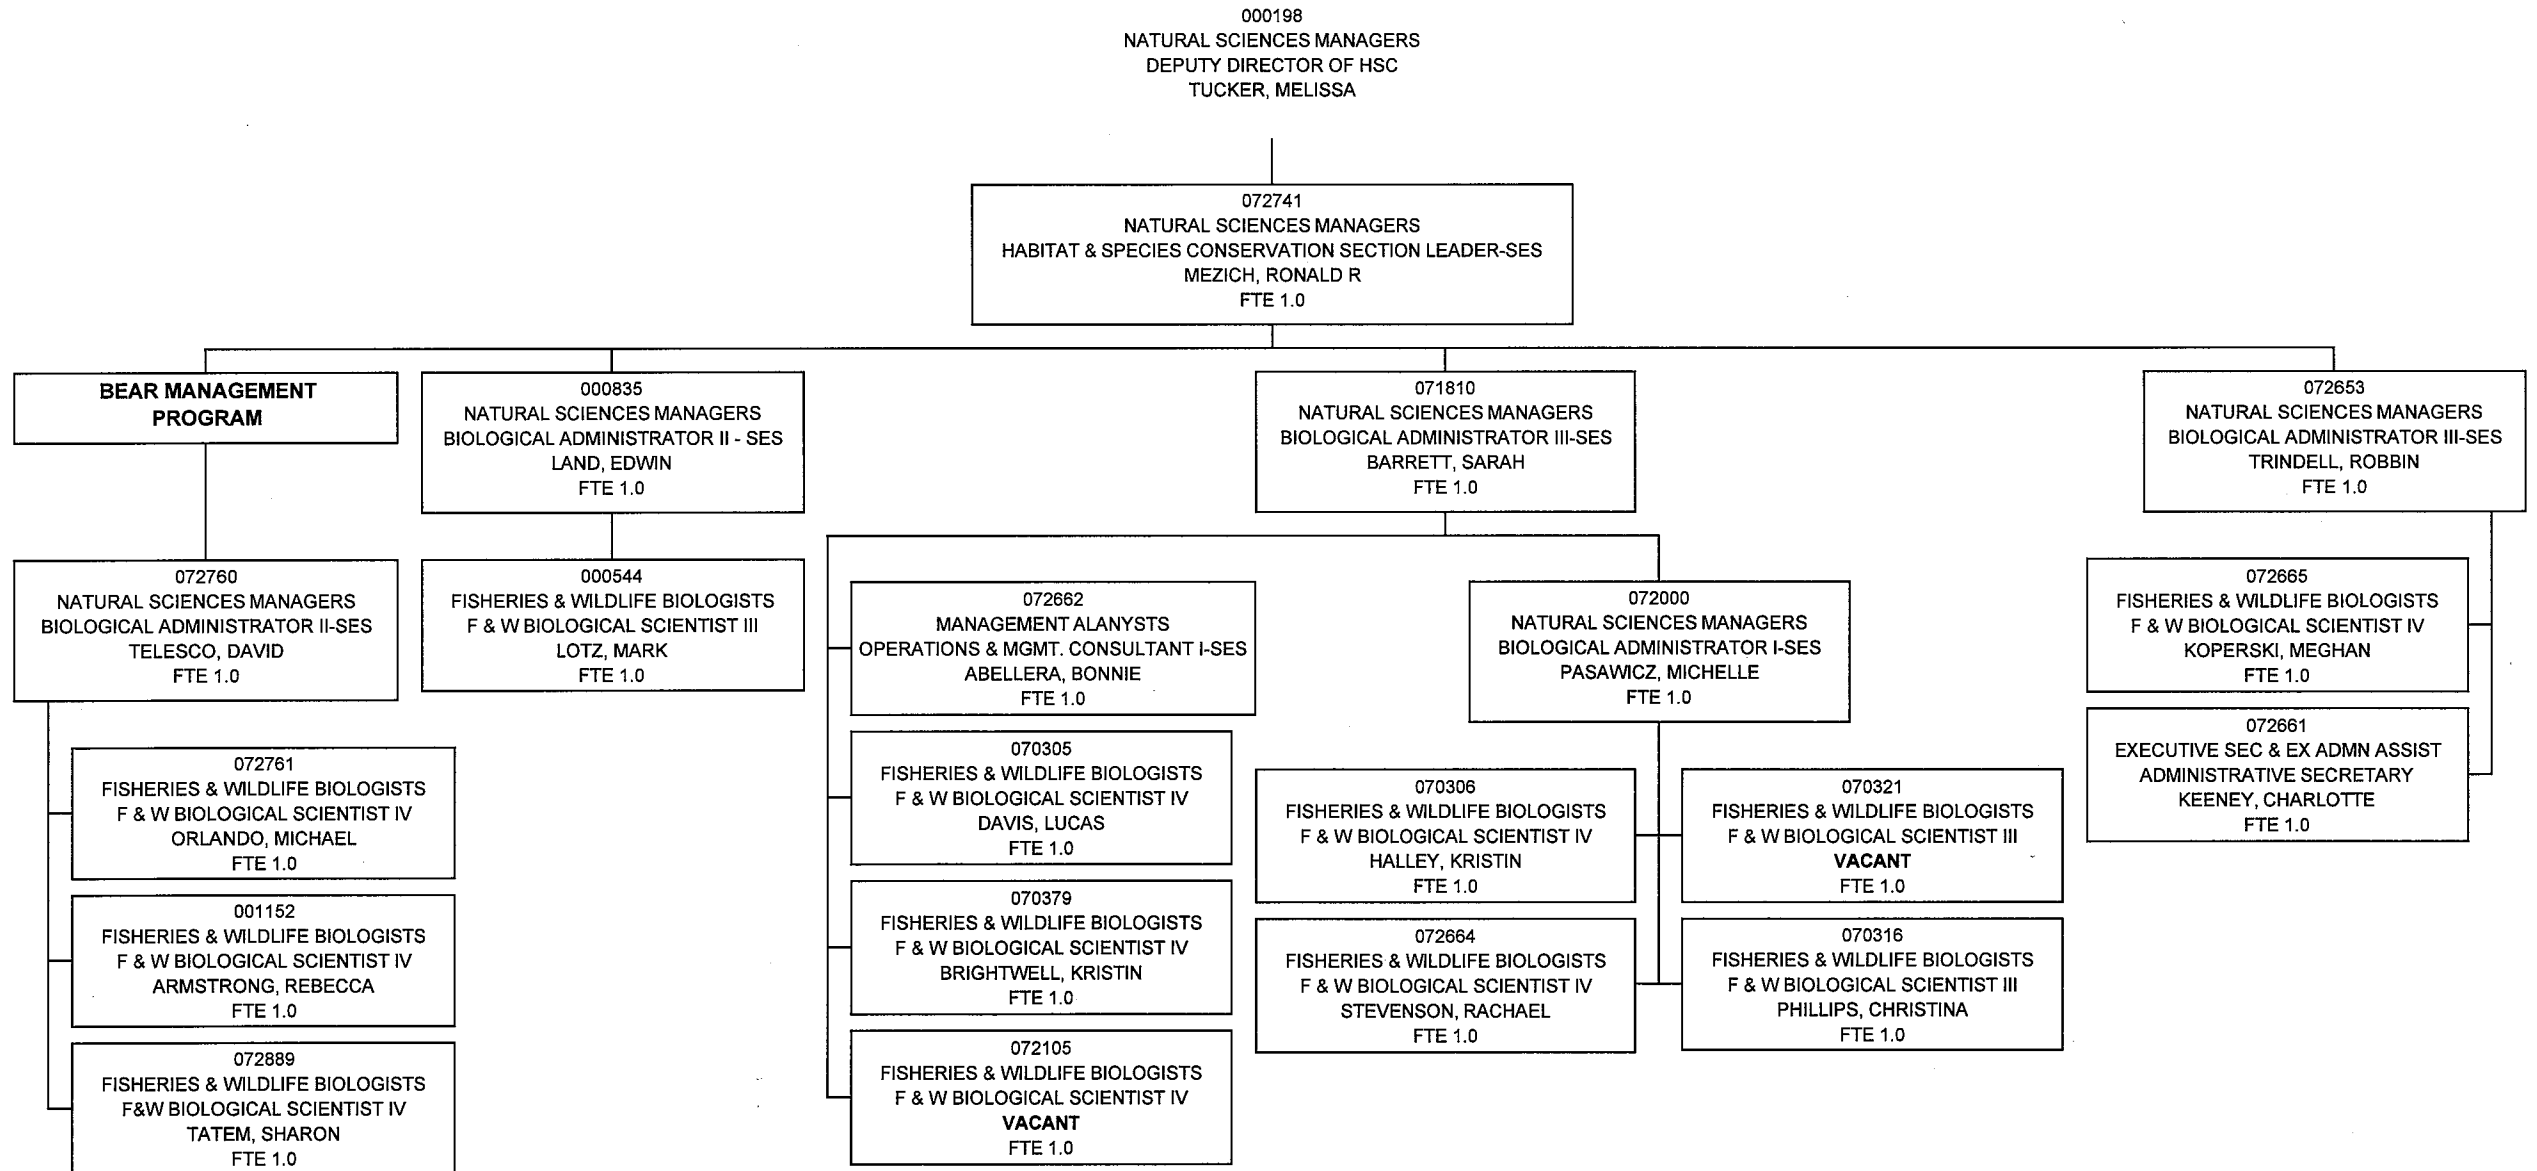 000198
NATURAL SCIENCES MANAGERS
DEPUTY DIRECTOR OF HSC
TUCKER, MELISSA
072741
NATURAL SCIENCES MANAGERS
HABITAT & SPECIES CONSERVATION SECTION LEADER-SES
MEZICH, RONALD R
FTE 1.0
BEAR MANAGEMENT
PROGRAM
072760
NATURAL SCIENCES MANAGERS
BIOLOGICAL ADMINISTRATOR II-SES
TELESCO, DAVID
FTE 1.0
072761
FISHERIES & WILDLIFE BIOLOGISTS
F & W BIOLOGICAL SCIENTIST IV
ORLANDO, MICHAEL
FTE 1.0
001152
FISHERIES & WILDLIFE BIOLOGISTS
F & W BIOLOGICAL SCIENTIST IV
ARMSTRONG, REBECCA
FTE 1.0
072889
FISHERIES & WILDLIFE BIOLOGISTS
F&W BIOLOGICAL SCIENTIST IV
TATEM, SHARON
FTE 1.0
000835
NATURAL SCIENCES MANAGERS
BIOLOGICAL ADMINISTRATOR II - SES
LAND, EDWIN
FTE 1.0
000544
FISHERIES & WILDLIFE BIOLOGISTS
F & W BIOLOGICAL SCIENTIST III
LOTZ, MARK
FTE 1.0
071810
NATURAL SCIENCES MANAGERS
BIOLOGICAL ADMINISTRATOR III-SES
BARRETT, SARAH
FTE 1.0
072662
MANAGEMENT ALANYSTS
OPERATIONS & MGMT. CONSULTANT I-SES
ABELLERA, BONNIE
FTE 1.0
070305
FISHERIES & WILDLIFE BIOLOGISTS
F & W BIOLOGICAL SCIENTIST IV
DAVIS, LUCAS
FTE 1.0
070379
FISHERIES & WILDLIFE BIOLOGISTS
F & W BIOLOGICAL SCIENTIST IV
BRIGHTWELL, KRISTIN
FTE 1.0
072105
FISHERIES & WILDLIFE BIOLOGISTS
F & W BIOLOGICAL SCIENTIST IV
VACANT
FTE 1.0
072000
NATURAL SCIENCES MANAGERS
BIOLOGICAL ADMINISTRATOR I-SES
PASAWICZ, MICHELLE
FTE 1.0
070306
FISHERIES & WILDLIFE BIOLOGISTS
F & W BIOLOGICAL SCIENTIST IV
HALLEY, KRISTIN
FTE 1.0
070321
FISHERIES & WILDLIFE BIOLOGISTS
F & W BIOLOGICAL SCIENTIST III
VACANT
FTE 1.0
072664
FISHERIES & WILDLIFE BIOLOGISTS
F & W BIOLOGICAL SCIENTIST IV
STEVENSON, RACHAEL
FTE 1.0
070316
FISHERIES & WILDLIFE BIOLOGISTS
F & W BIOLOGICAL SCIENTIST III
PHILLIPS, CHRISTINA
FTE 1.0
072653
NATURAL SCIENCES MANAGERS
BIOLOGICAL ADMINISTRATOR III-SES
TRINDELL, ROBBIN
FTE 1.0
072665
FISHERIES & WILDLIFE BIOLOGISTS
F & W BIOLOGICAL SCIENTIST IV
KOPERSKI, MEGHAN
FTE 1.0
072661
EXECUTIVE SEC & EX ADMN ASSIST
ADMINISTRATIVE SECRETARY
KEENEY, CHARLOTTE
FTE 1.0